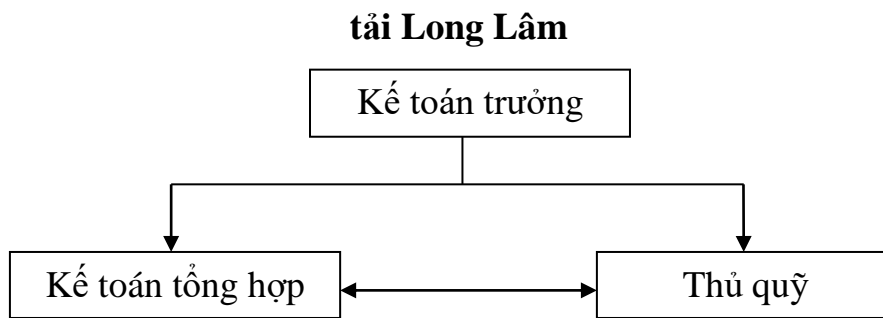 tải Long Lâm
Kế toán trưởng
Kế toán tổng hợp
Thủ quỹ